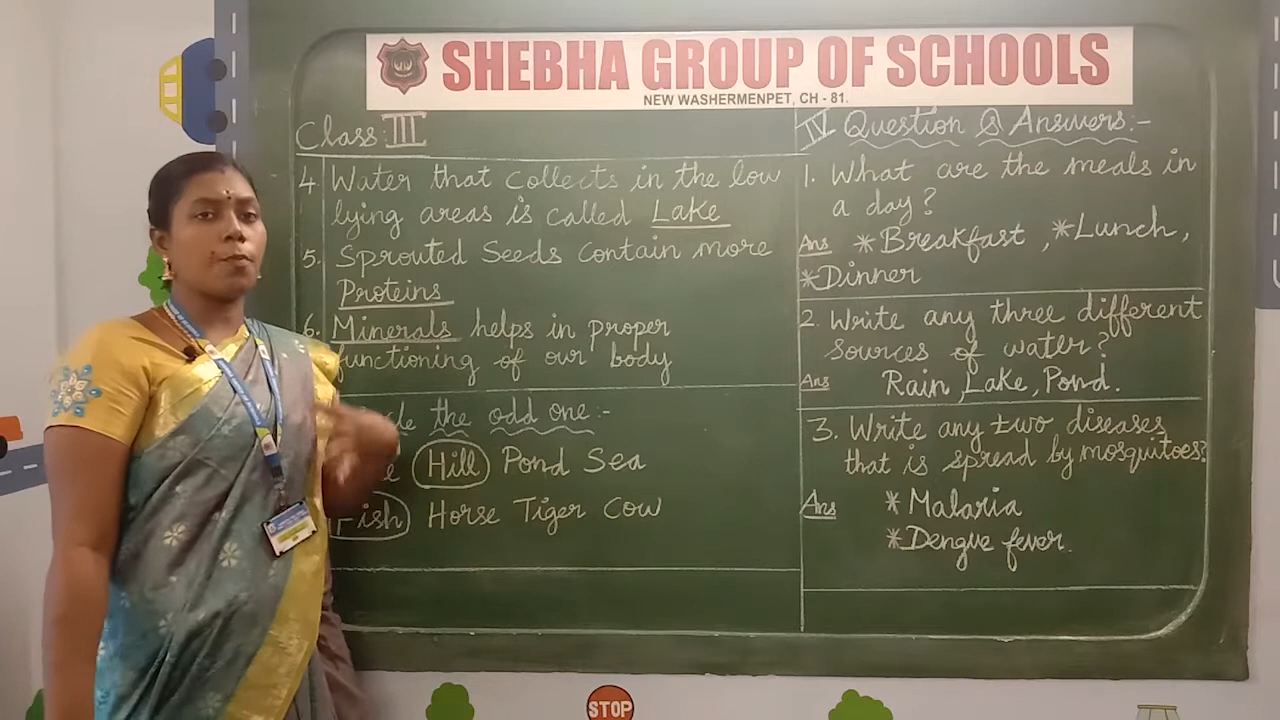 SHEBHA GROUP OF SCHOOLS
NEW WASHERMENPET, CH - 81.
Class: III
4. Water that collects in the low
lying areas is called Lake
5. Sprouted Seeds contain more
Proteins
6. Minerals helps in proper
functioning of our body
the odd one:-
Hill Pond Sea
Fish Horse Tiger Cow
IV Question & Answers:-
1. What are the meals in
a day?
Ans * Breakfast, * Lunch,
* Dinner
2. Write any three different
sources of water?
Ans Rain, Lake, Pond.
3. Write any two diseases
that is spread by mosquitoes?
Ans * Malaria
* Dengue fever.
STOP